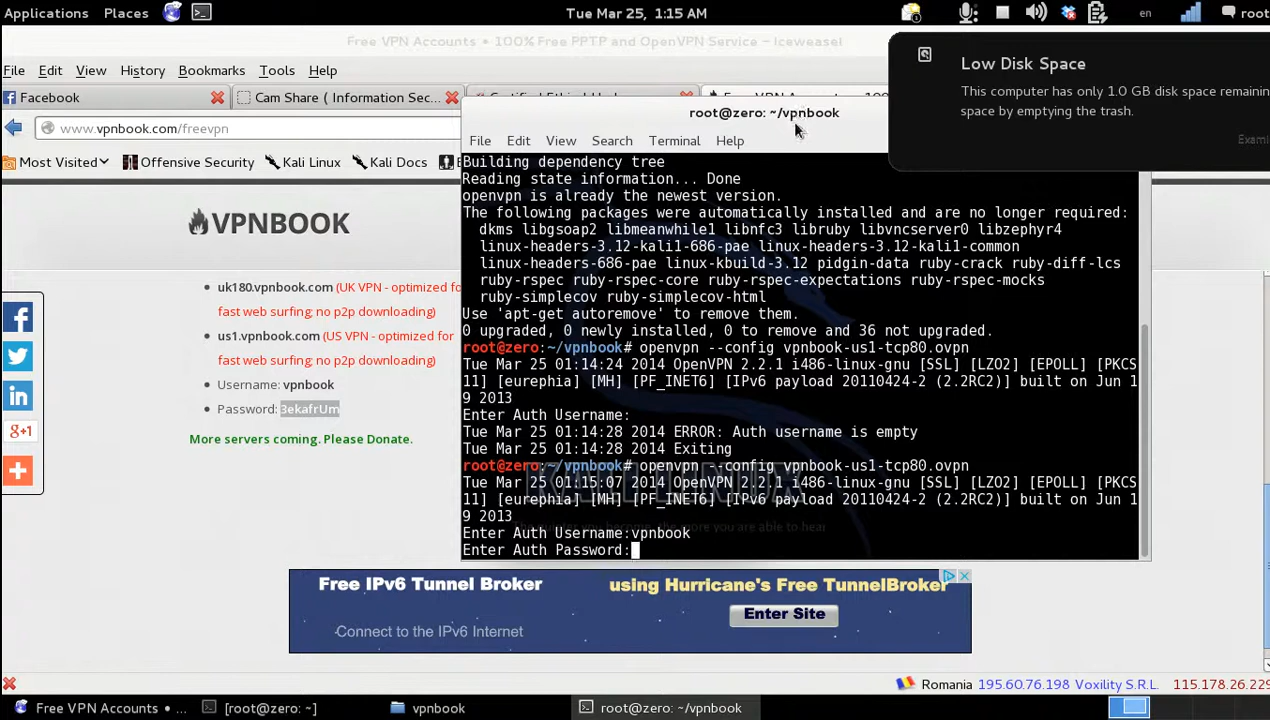 Applications Places Tue Mar 25, 1:15 AM en root
Free VPN Accounts • 100% Free PPTP and OpenVPN Service - Iceweasel
File Edit View History Bookmarks Tools Help
Facebook Cam Share ( Information Sec...
www.vpnbook.com/freevpn
Most Visited Offensive Security Kali Linux Kali Docs
VPNBOOK
uk180.vpnbook.com (UK VPN - optimized for
fast web surfing; no p2p downloading)
us1.vpnbook.com (US VPN - optimized for
fast web surfing; no p2p downloading)
Username: vpnbook
Password: 3ekafrUm
More servers coming. Please Donate.
Low Disk Space
This computer has only 1.0 GB disk space remainin
space by emptying the trash.
Exami
root@zero: ~/vpnbook
File Edit View Search Terminal Help
Building dependency tree
Reading state information... Done
openvpn is already the newest version.
The following packages were automatically installed and are no longer required:
dkms libgsoap2 libmeanwhile1 libnfc3 libruby libvncserver0 libzephyr4
linux-headers-3.12-kali1-686-pae linux-headers-3.12-kali1-common
linux-headers-686-pae linux-kbuild-3.12 pidgin-data ruby-crack ruby-diff-lcs
ruby-rspec ruby-rspec-core ruby-rspec-expectations ruby-rspec-mocks
ruby-simplecov ruby-simplecov-html
Use 'apt-get autoremove' to remove them.
0 upgraded, 0 newly installed, 0 to remove and 36 not upgraded.
root@zero:~/vpnbook# openvpn --config vpnbook-us1-tcp80.ovpn
Tue Mar 25 01:14:24 2014 OpenVPN 2.2.1 i486-linux-gnu [SSL] [LZO2] [EPOLL] [PKCS
11] [eurephia] [MH] [PF_INET6] [IPv6 payload 20110424-2 (2.2RC2)] built on Jun 1
9 2013
Enter Auth Username:
Tue Mar 25 01:14:28 2014 ERROR: Auth username is empty
Tue Mar 25 01:14:28 2014 Exiting
root@zero:~/vpnbook# openvpn --config vpnbook-us1-tcp80.ovpn
Tue Mar 25 01:15:07 2014 OpenVPN 2.2.1 i486-linux-gnu [SSL] [LZO2] [EPOLL] [PKCS
11] [eurephia] [MH] [PF_INET6] [IPv6 payload 20110424-2 (2.2RC2)] built on Jun 1
9 2013
Enter Auth Username:vpnbook
Enter Auth Password:
Free IPv6 Tunnel Broker using Hurricane's Free TunnelBroker
Connect to the IPv6 Internet Enter Site
Romania 195.60.76.198 Voxility S.R.L. 115.178.26.229
Free VPN Accounts • ... [root@zero: ~] vpnbook root@zero: ~/vpnbook